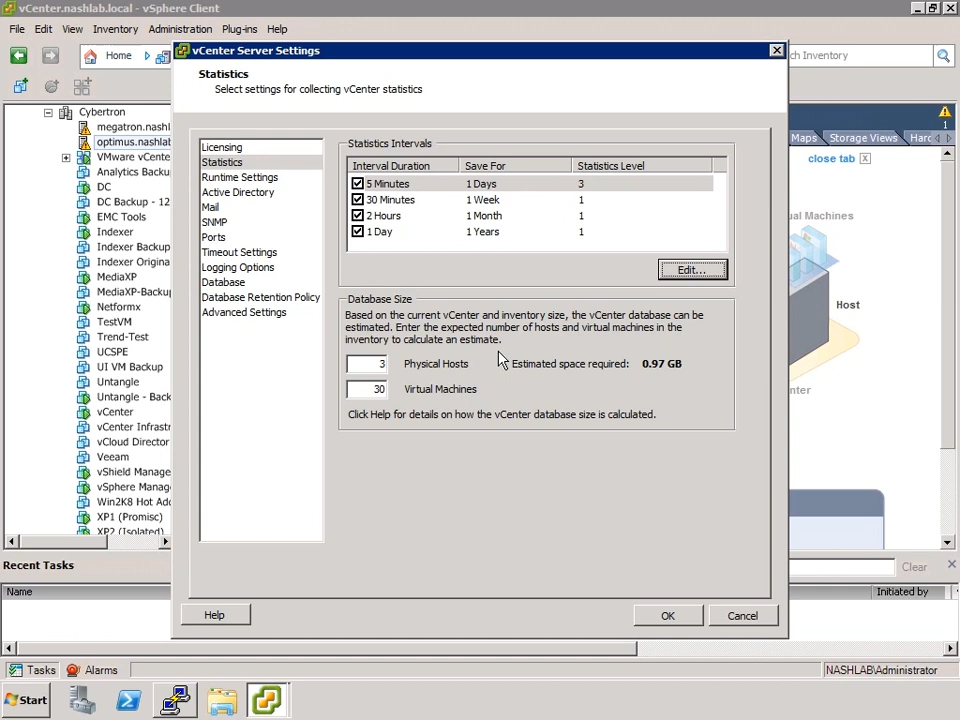 vCenter.nashlab.local - vSphere Client
File Edit View Inventory Administration Plug-ins Help
Home
vCenter Server Settings
ch Inventory
Statistics
Select settings for collecting vCenter statistics
Cybertron
megatron.nashl
optimus.nashlab
VMware vCente
Analytics Backu
DC
DC Backup - 12
EMC Tools
Indexer
Indexer Backup
Indexer Origina
MediaXP
MediaXP-Backup
Netformx
TestVM
Trend-Test
UCSPE
UI VM Backup
Untangle
Untangle - Back
vCenter
vCenter Infrastr
vCloud Director
Veeam
vShield Manage
vSphere Manag
Win2K8 Hot Add
XP1 (Promisc)
XP2 (Isolated)
Licensing
Statistics
Runtime Settings
Active Directory
Mail
SNMP
Ports
Timeout Settings
Logging Options
Database
Database Retention Policy
Advanced Settings
Statistics Intervals
Interval Duration Save For Statistics Level
5 Minutes 1 Days 3
30 Minutes 1 Week 1
2 Hours 1 Month 1
1 Day 1 Years 1
Edit...
Database Size
Based on the current vCenter and inventory size, the vCenter database can be
estimated. Enter the expected number of hosts and virtual machines in the
inventory to calculate an estimate.
3 Physical Hosts Estimated space required: 0.97 GB
30 Virtual Machines
Click Help for details on how the vCenter database size is calculated.
Help OK Cancel
1
Maps Storage Views Hard
close tab X
ual Machines
Host
nter
Recent Tasks
Clear
Name Initiated by
Tasks Alarms NASHLAB\Administrator
Start